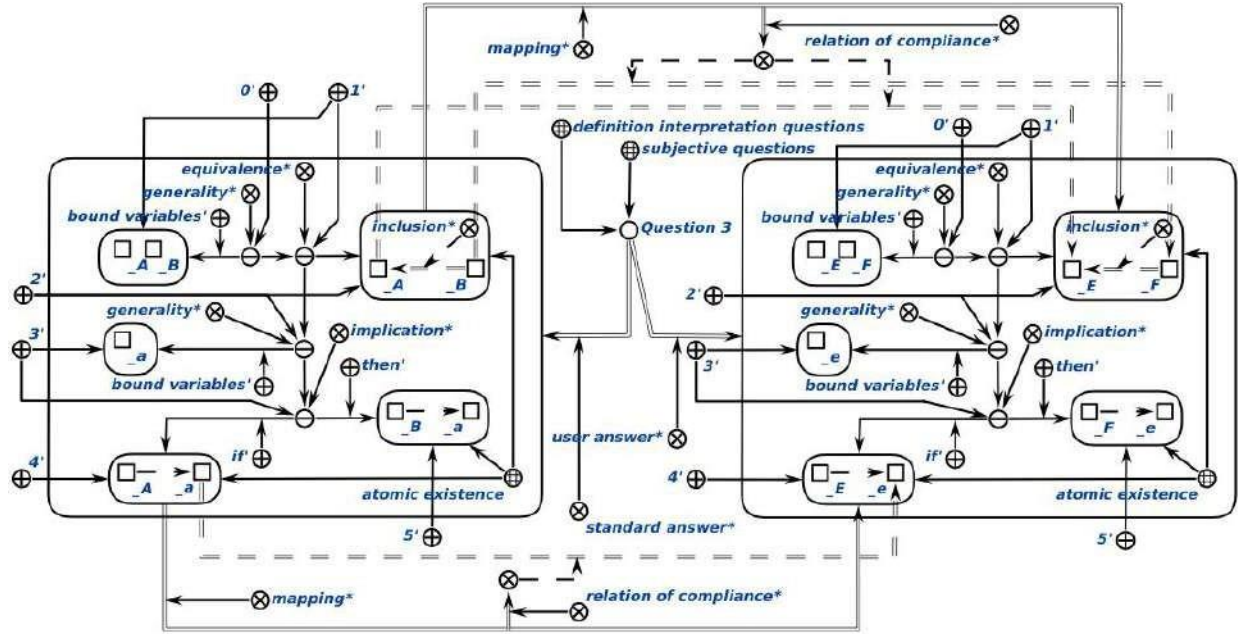 mapping*
relation of compliance*
0'
1'
definition interpretation questions
subjective questions
0'
1'
equivalence*
generality*
bound variables'
inclusion*
_A _B
_A
_B
Question 3
equivalence*
generality*
bound variables'
inclusion*
_E _F
_E
_F
2'
generality*
implication*
3'
_a
then'
bound variables'
_B _a
if'
4'
_A _a
atomic existence
5'
2'
generality*
implication*
3'
_e
then'
bound variables'
_F _e
user answer*
if'
4'
_E _e
atomic existence
standard answer*
5'
mapping*
relation of compliance*